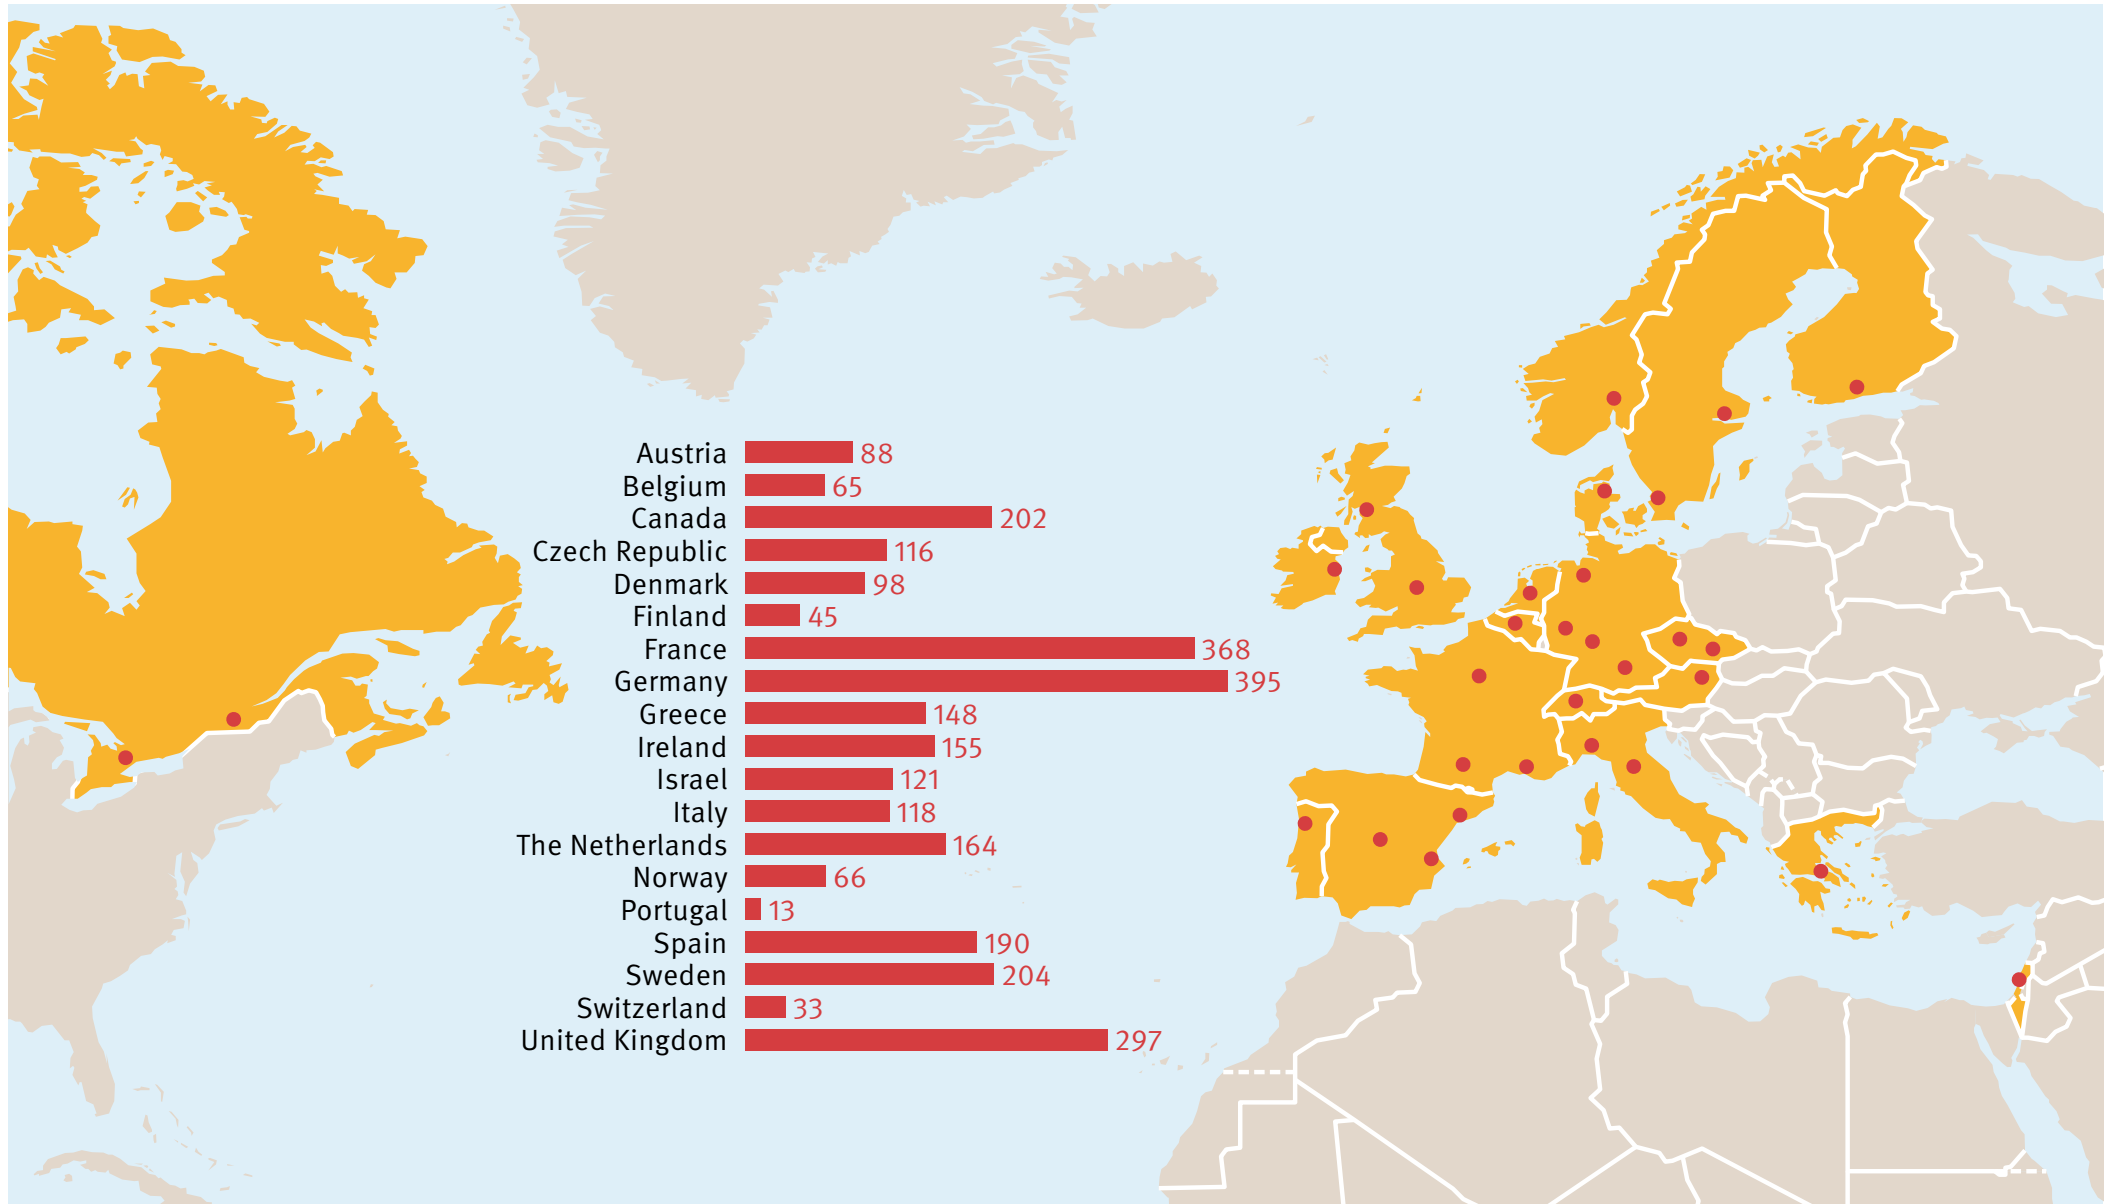 Austria 88
Belgium 65
Canada 202
Czech Republic 116
Denmark 98
Finland 45
France 368
Germany 395
Greece 148
Ireland 155
Israel 121
Italy 118
The Netherlands 164
Norway 66
Portugal 13
Spain 190
Sweden 204
Switzerland 33
United Kingdom 297